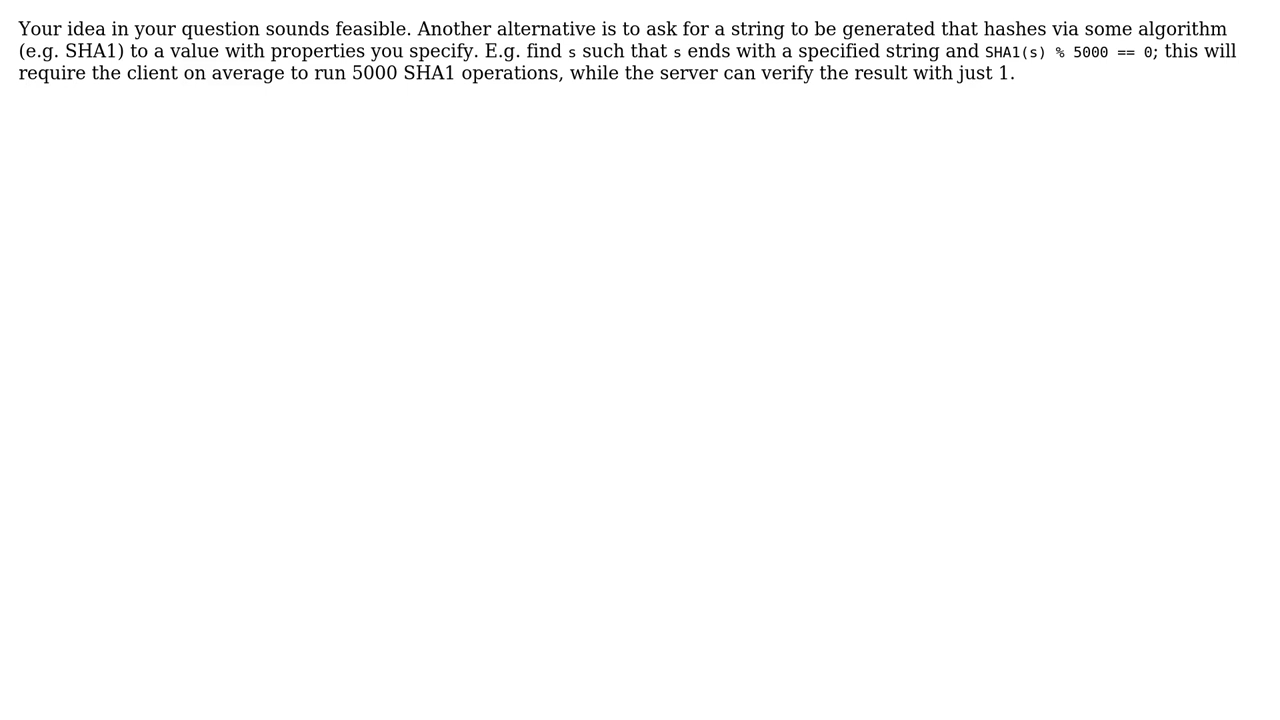 Your idea in your question sounds feasible. Another alternative is to ask for a string to be generated that hashes via some algorithm
(e.g. SHA1) to a value with properties you specify. E.g. find s such that s ends with a specified string and SHA1(s) % 5000 == 0; this will
require the client on average to run 5000 SHA1 operations, while the server can verify the result with just 1.